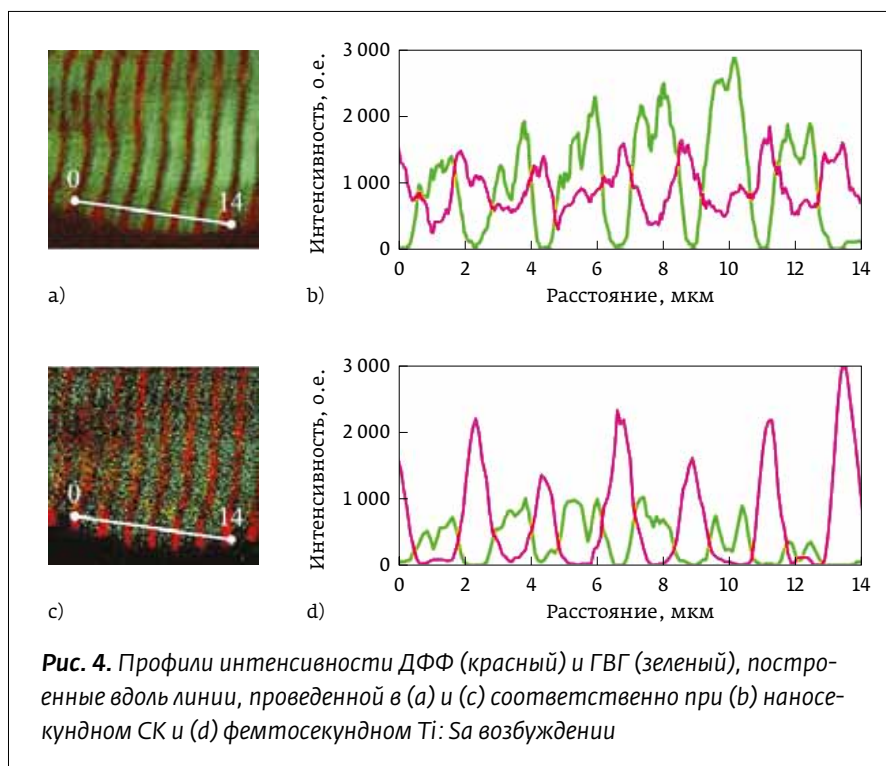 0
14
a)
b)
Интенсивность, о.е.
3 000
2 000
1 000
0
0 2 4 6 8 10 12 14
Расстояние, мкм
0
14
c)
d)
Интенсивность, о.е.
3 000
2 000
1 000
0
0 2 4 6 8 10 12 14
Расстояние, мкм
Рис. 4. Профили интенсивности ДФФ (красный) и ГВГ (зеленый), постро-
енные вдоль линии, проведенной в (a) и (c) соответственно при (b) наносе-
кундном СК и (d) фемтосекундном Ti: Sa возбуждении